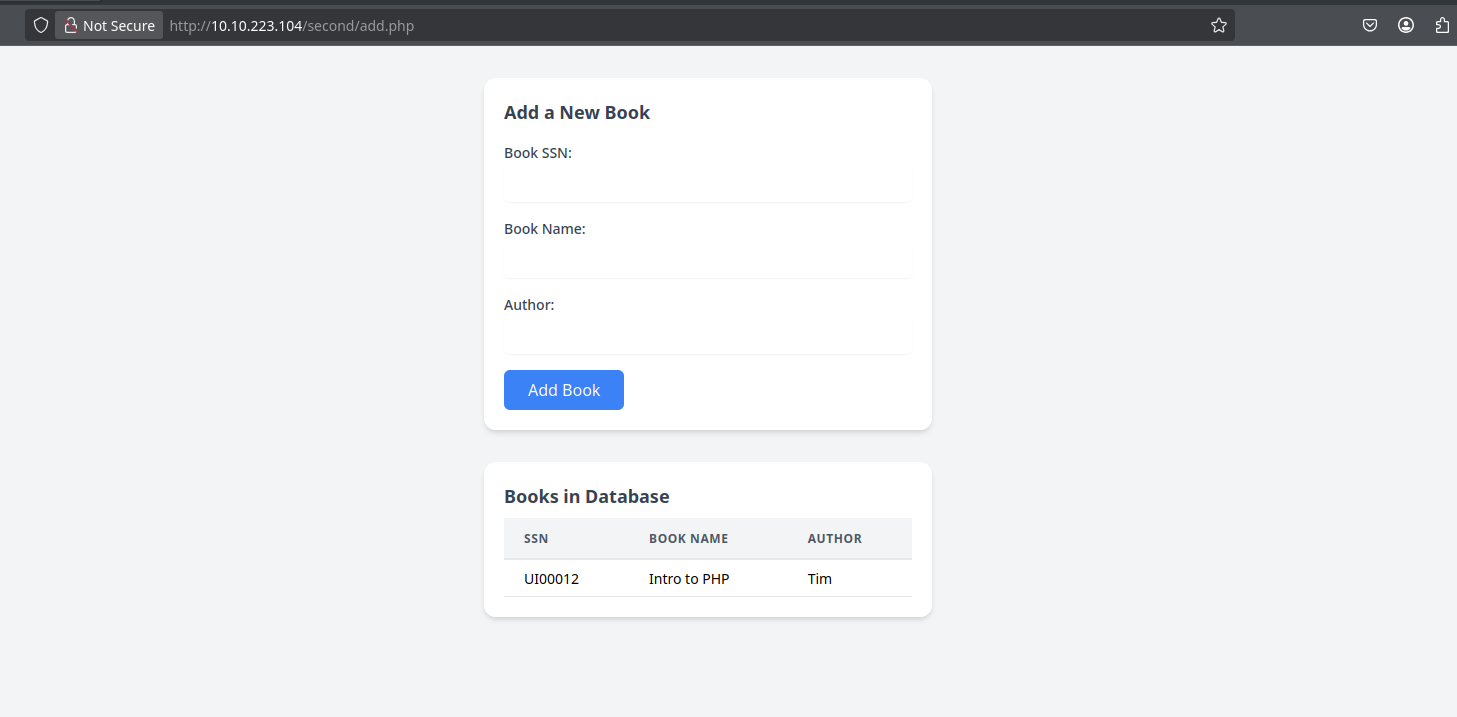 Not Secure http://10.10.223.104/second/add.php
Add a New Book
Book SSN:
Book Name:
Author:
Add Book
Books in Database
SSN BOOK NAME AUTHOR
UI00012 Intro to PHP Tim